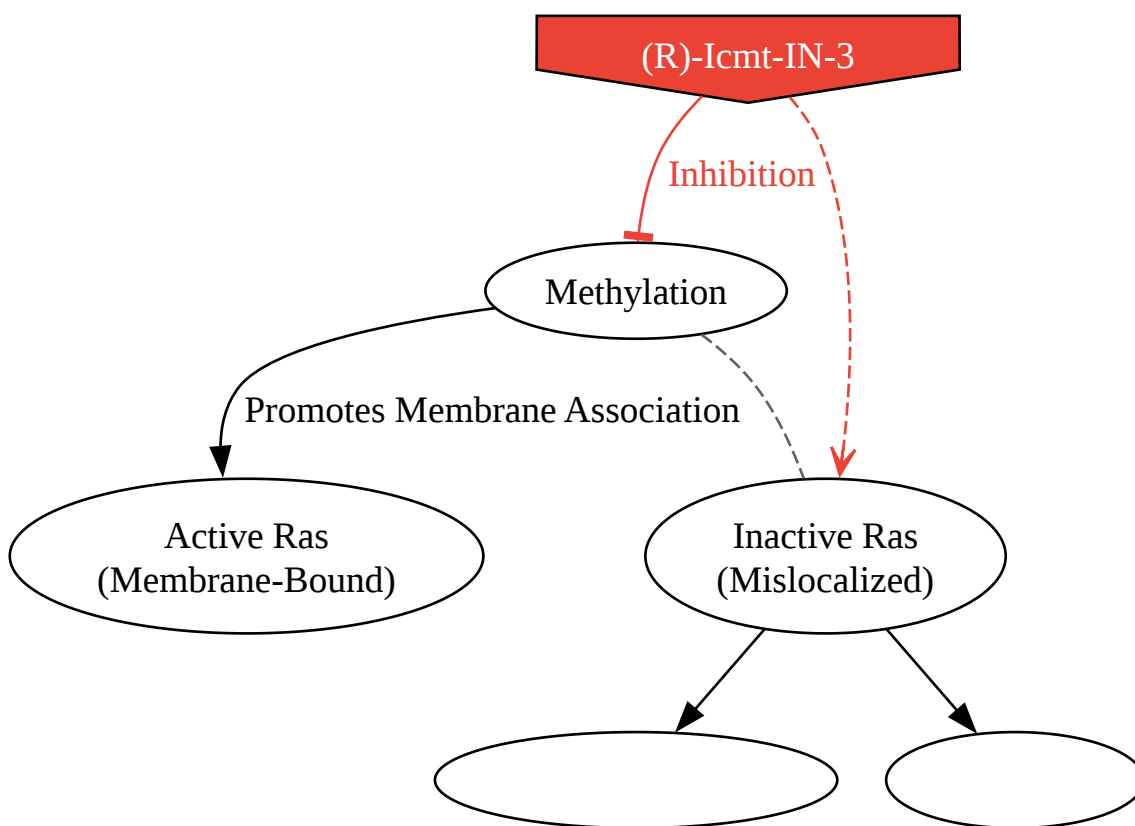 (R)-Icmt-IN-3
Inhibition
Methylation
Promotes Membrane Association
Active Ras
(Membrane-Bound)
Inactive Ras
(Mislocalized)